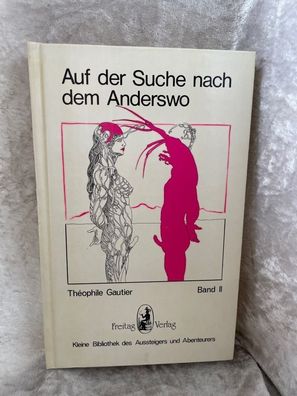 Auf der Suche nach
dem Anderswo
Théophile Gautier Band II
Freitag Verlag
Kleine Bibliothek des Aussteigers und Abenteurers